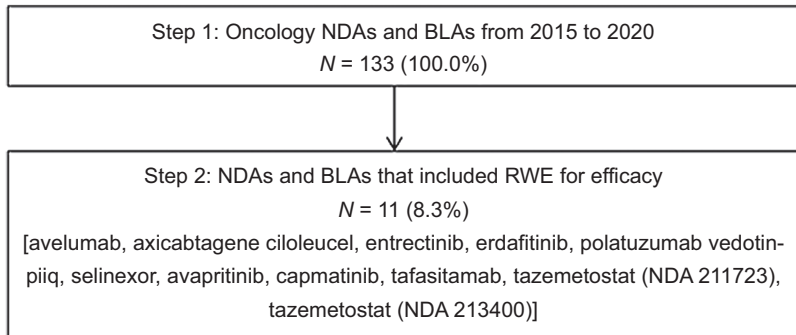 Step 1: Oncology NDAs and BLAs from 2015 to 2020
N = 133 (100.0%)
Step 2: NDAs and BLAs that included RWE for efficacy
N = 11 (8.3%)
[avelumab, axicabtagene ciloleucel, entrectinib, erdafitinib, polatuzumab vedotin-
piiq, selinexor, avapritinib, capmatinib, tafasitamab, tazemetostat (NDA 211723),
tazemetostat (NDA 213400)]